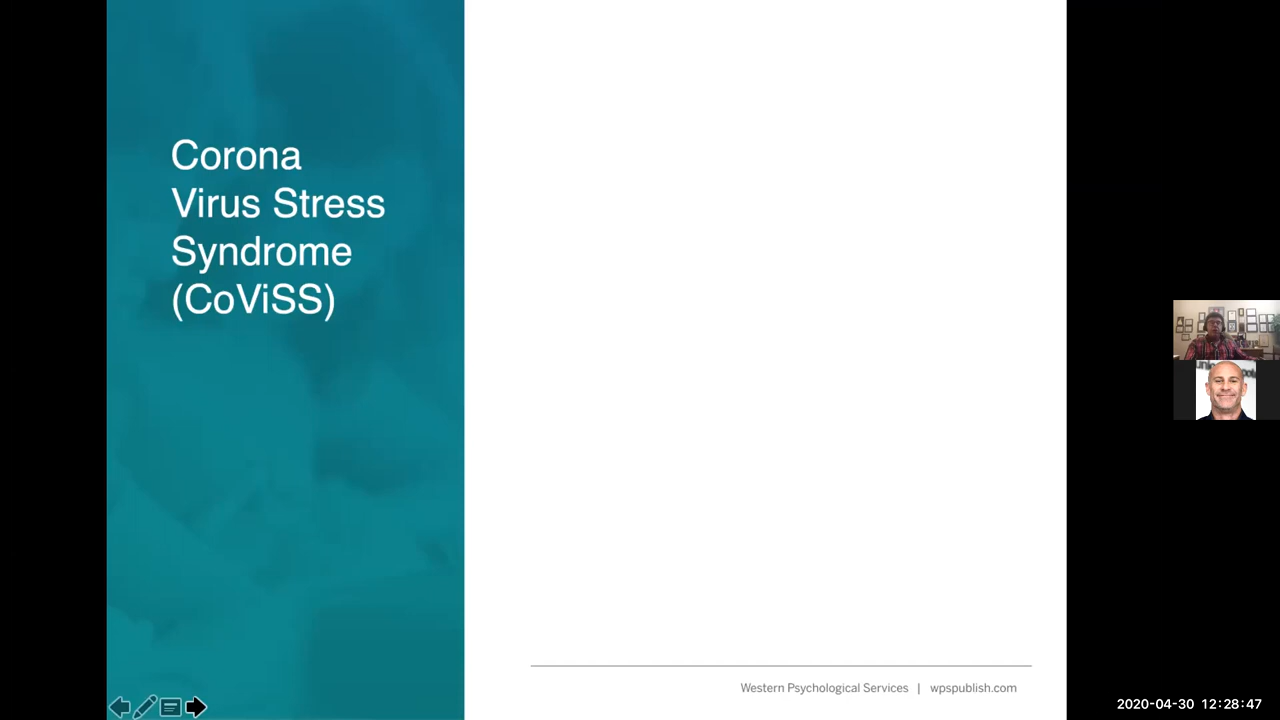 Corona
Virus Stress
Syndrome
(CoViSS)
Western Psychological Services | wpspublish.com
2020-04-30 12:28:47